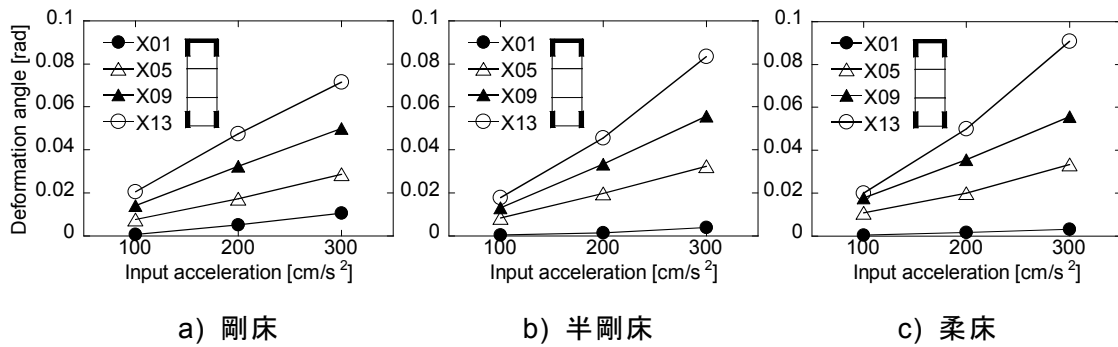 0.1
0.08
0.06
0.04
0.02
0
Deformation angle [rad]
X01
X05
X09
X13
100 200 300
Input acceleration [cm/s²]
a) 剛床
0.1
0.08
0.06
0.04
0.02
0
X01
X05
X09
X13
100 200 300
Input acceleration [cm/s²]
b) 半剛床
0.1
0.08
0.06
0.04
0.02
0
X01
X05
X09
X13
100 200 300
Input acceleration [cm/s²]
c) 柔床